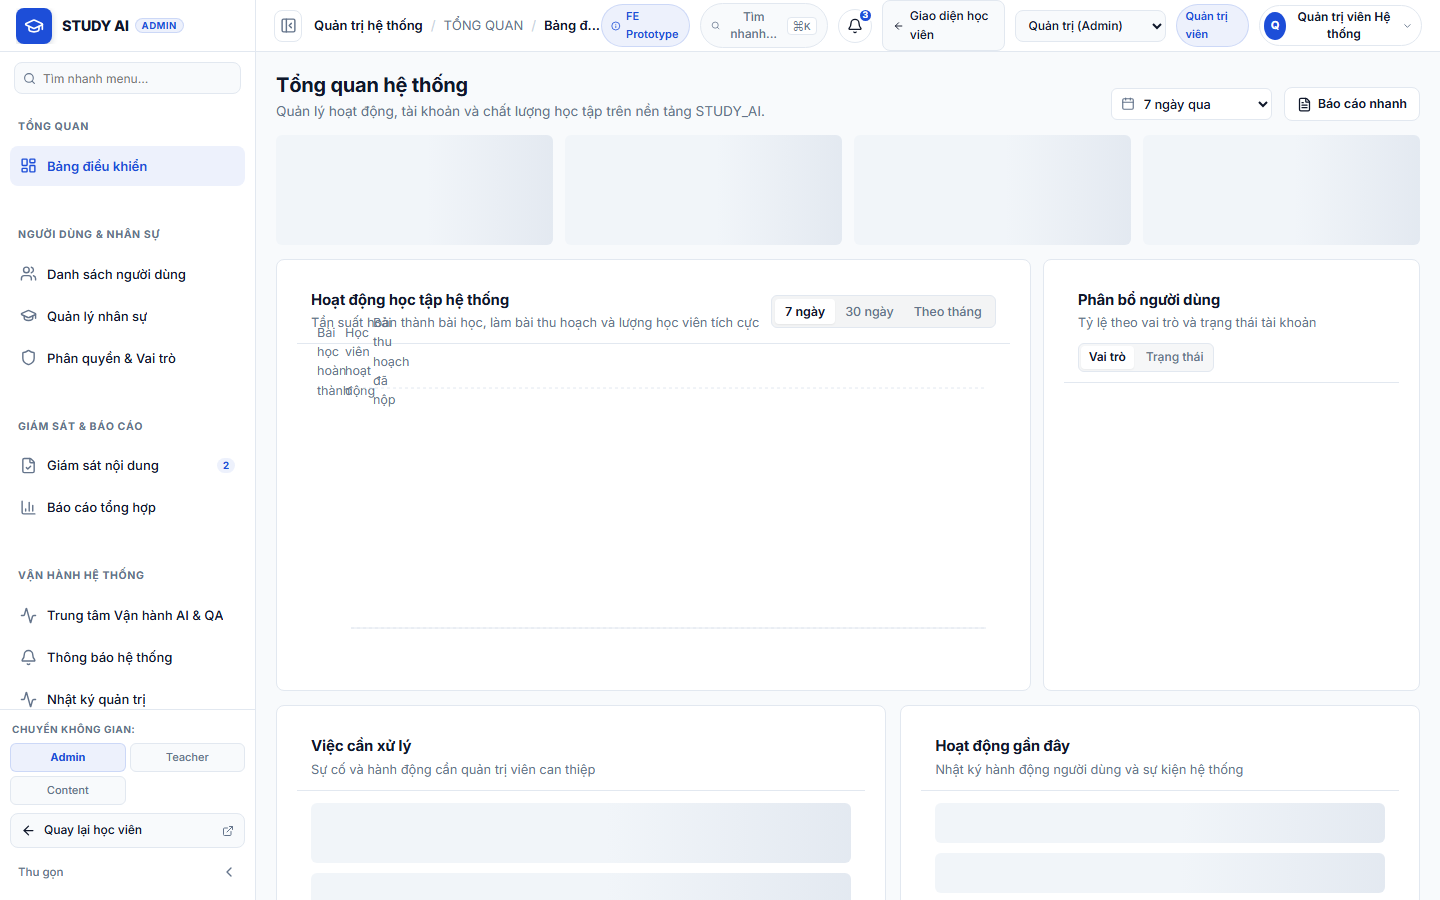 STUDY AI ADMIN
Tìm nhanh menu...
TỔNG QUAN
Bảng điều khiển
NGƯỜI DÙNG & NHÂN SỰ
Danh sách người dùng
Quản lý nhân sự
Phân quyền & Vai trò
GIÁM SÁT & BÁO CÁO
Giám sát nội dung 2
Báo cáo tổng hợp
VẬN HÀNH HỆ THỐNG
Trung tâm Vận hành AI & QA
Thông báo hệ thống
Nhật ký quản trị
CHUYỂN KHÔNG GIAN:
Admin Teacher
Content
Quay lại học viên
Thu gọn
Quản trị hệ thống / TỔNG QUAN / Bảng đ...
FE
Prototype
Tìm
nhanh...
⌘K
3
Giao diện học
viên
Quản trị (Admin)
Quản trị
viên
Q
Quản trị viên Hệ
thống
Tổng quan hệ thống
Quản lý hoạt động, tài khoản và chất lượng học tập trên nền tảng STUDY_AI.
7 ngày qua
Báo cáo nhanh
Hoạt động học tập hệ thống
Tần suất hoàn thành bài học, làm bài thu hoạch và lượng học viên tích cực
7 ngày 30 ngày Theo tháng
Bài
học
hoàn
thành
Học
viên
hoạt
động
Bài
thu
hoạch
đã
nộp
Phân bổ người dùng
Tỷ lệ theo vai trò và trạng thái tài khoản
Vai trò Trạng thái
Việc cần xử lý
Sự cố và hành động cần quản trị viên can thiệp
Hoạt động gần đây
Nhật ký hành động người dùng và sự kiện hệ thống